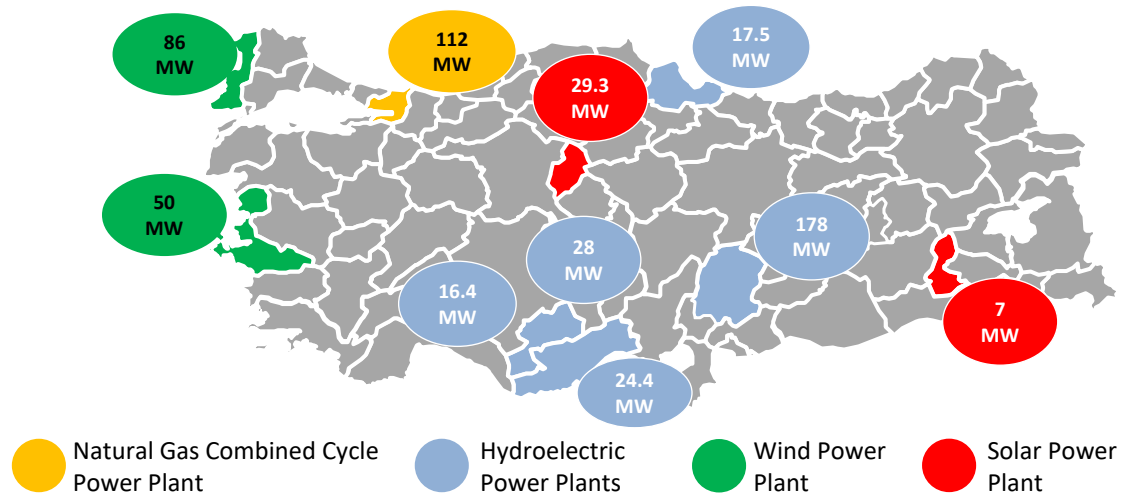 86
MW
112
MW
17.5
MW
29.3
MW
50
MW
28
MW
178
MW
16.4
MW
7
MW
24.4
MW
Natural Gas Combined Cycle
Power Plant
Hydroelectric
Power Plants
Wind Power
Plant
Solar Power
Plant